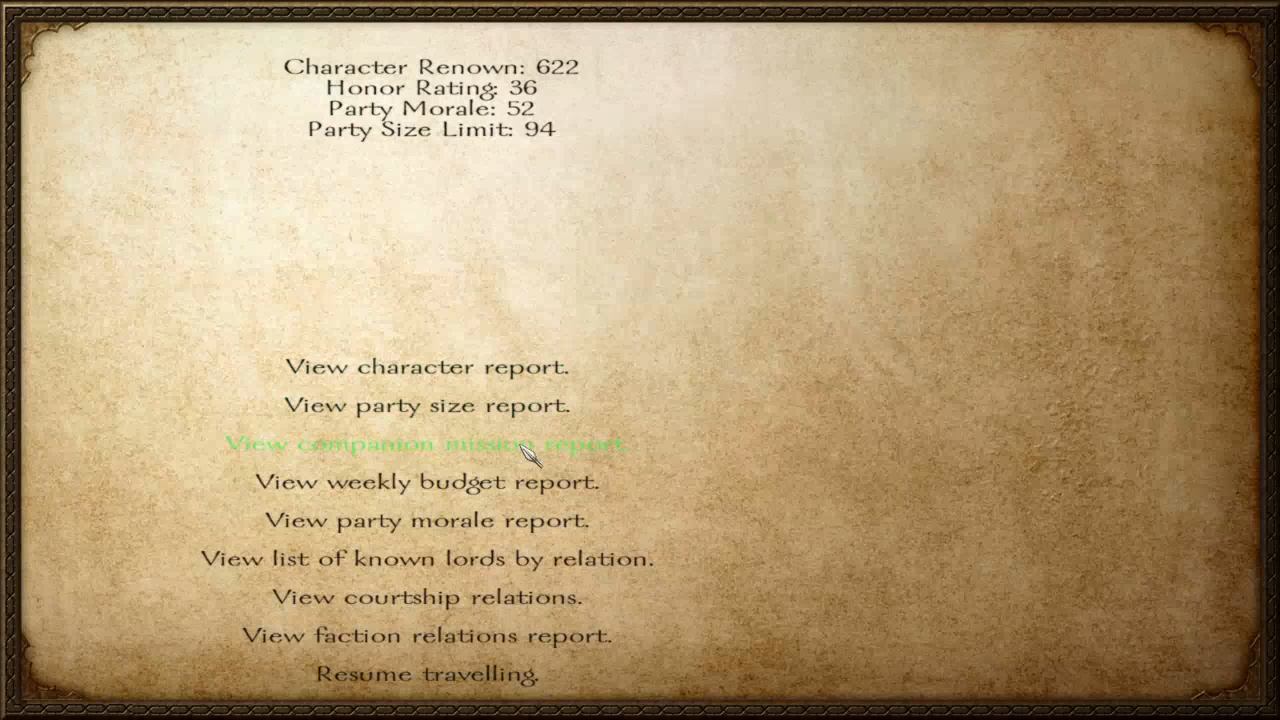 Character Renown: 622
Honor Rating: 36
Party Morale: 52
Party Size Limit: 94
View character report.
View party size report.
View companion mission report.
View weekly budget report.
View party morale report.
View list of known lords by relation.
View courtship relations.
View faction relations report.
Resume travelling.